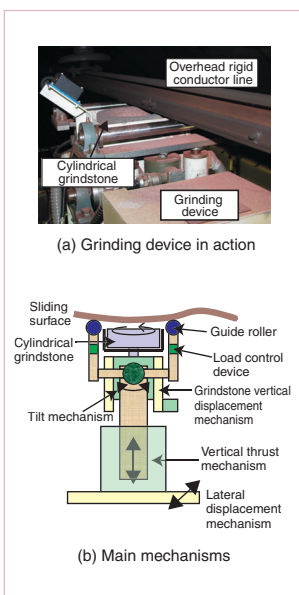 Overhead rigid
conductor line
Cylindrical
grindstone
Grinding
device
(a) Grinding device in action
Sliding
surface
Cylindrical
grindstone
Guide roller
Load control
device
Tilt mechanism
Grindstone vertical
displacement
mechanism
Vertical thrust
mechanism
Lateral
displacement
mechanism
(b) Main mechanisms